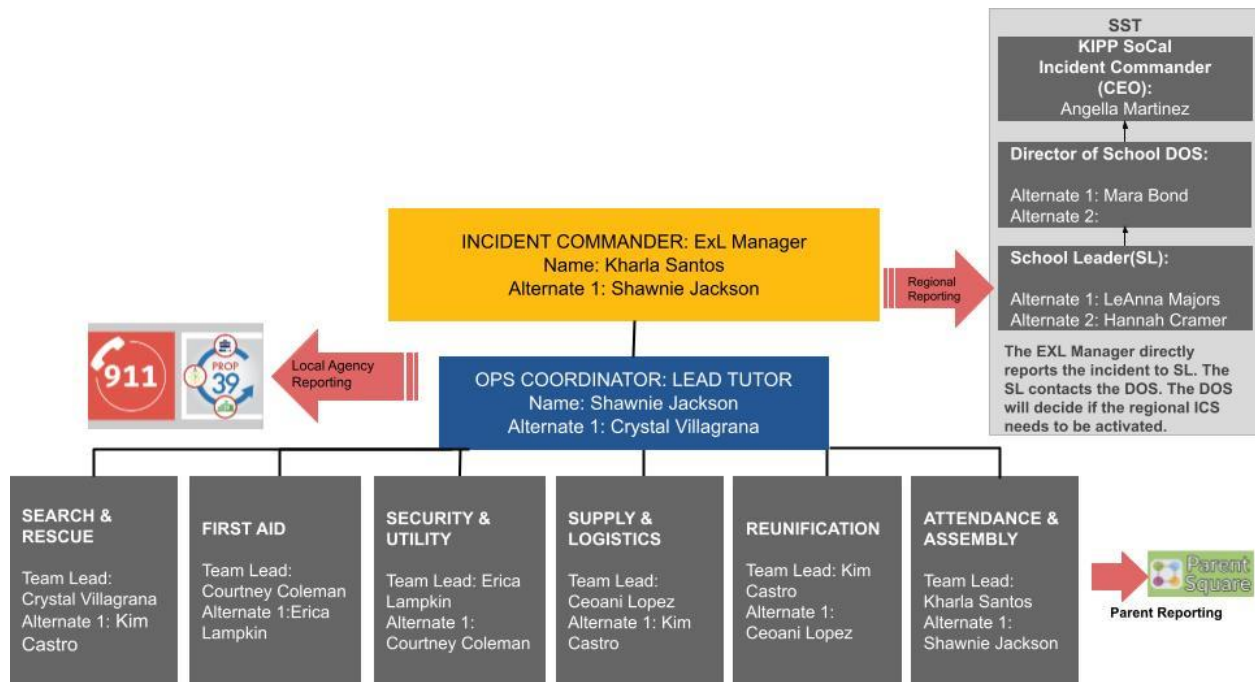 SST
KIPP SoCal
Incident Commander
(CEO):
Angella Martinez
Director of School DOS:
Alternate 1: Mara Bond
Alternate 2:
School Leader(SL):
Alternate 1: LeAnna Majors
Alternate 2: Hannah Cramer
The EXL Manager directly
reports the incident to SL. The
SL contacts the DOS. The DOS
will decide if the regional ICS
needs to be activated.
INCIDENT COMMANDER: ExL Manager
Name: Kharla Santos
Alternate 1: Shawnie Jackson
Regional
Reporting
911
PROP
39
Local Agency
Reporting
OPS COORDINATOR: LEAD TUTOR
Name: Shawnie Jackson
Alternate 1: Crystal Villagrana
SEARCH &
RESCUE
Team Lead:
Crystal Villagrana
Alternate 1: Kim
Castro
FIRST AID
Team Lead:
Courtney Coleman
Alternate 1:Erica
Lampkin
SECURITY &
UTILITY
Team Lead: Erica
Lampkin
Alternate 1:
Courtney Coleman
SUPPLY &
LOGISTICS
Team Lead:
Ceoani Lopez
Alternate 1: Kim
Castro
REUNIFICATION
Team Lead: Kim
Castro
Alternate 1:
Ceoani Lopez
ATTENDANCE &
ASSEMBLY
Team Lead:
Kharla Santos
Alternate 1:
Shawnie Jackson
Parent
Square
Parent Reporting